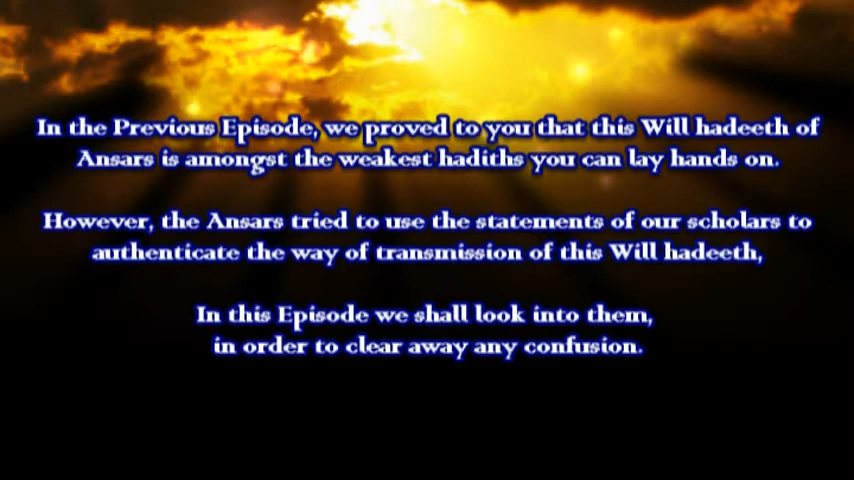 In the Previous Episode, we proved to you that this Will hadeeth of
Ansars is amongst the weakest hadiths you can lay hands on.
However, the Ansars tried to use the statements of our scholars to
authenticate the way of transmission of this Will hadeeth,
In this Episode we shall look into them,
in order to clear away any confusion.